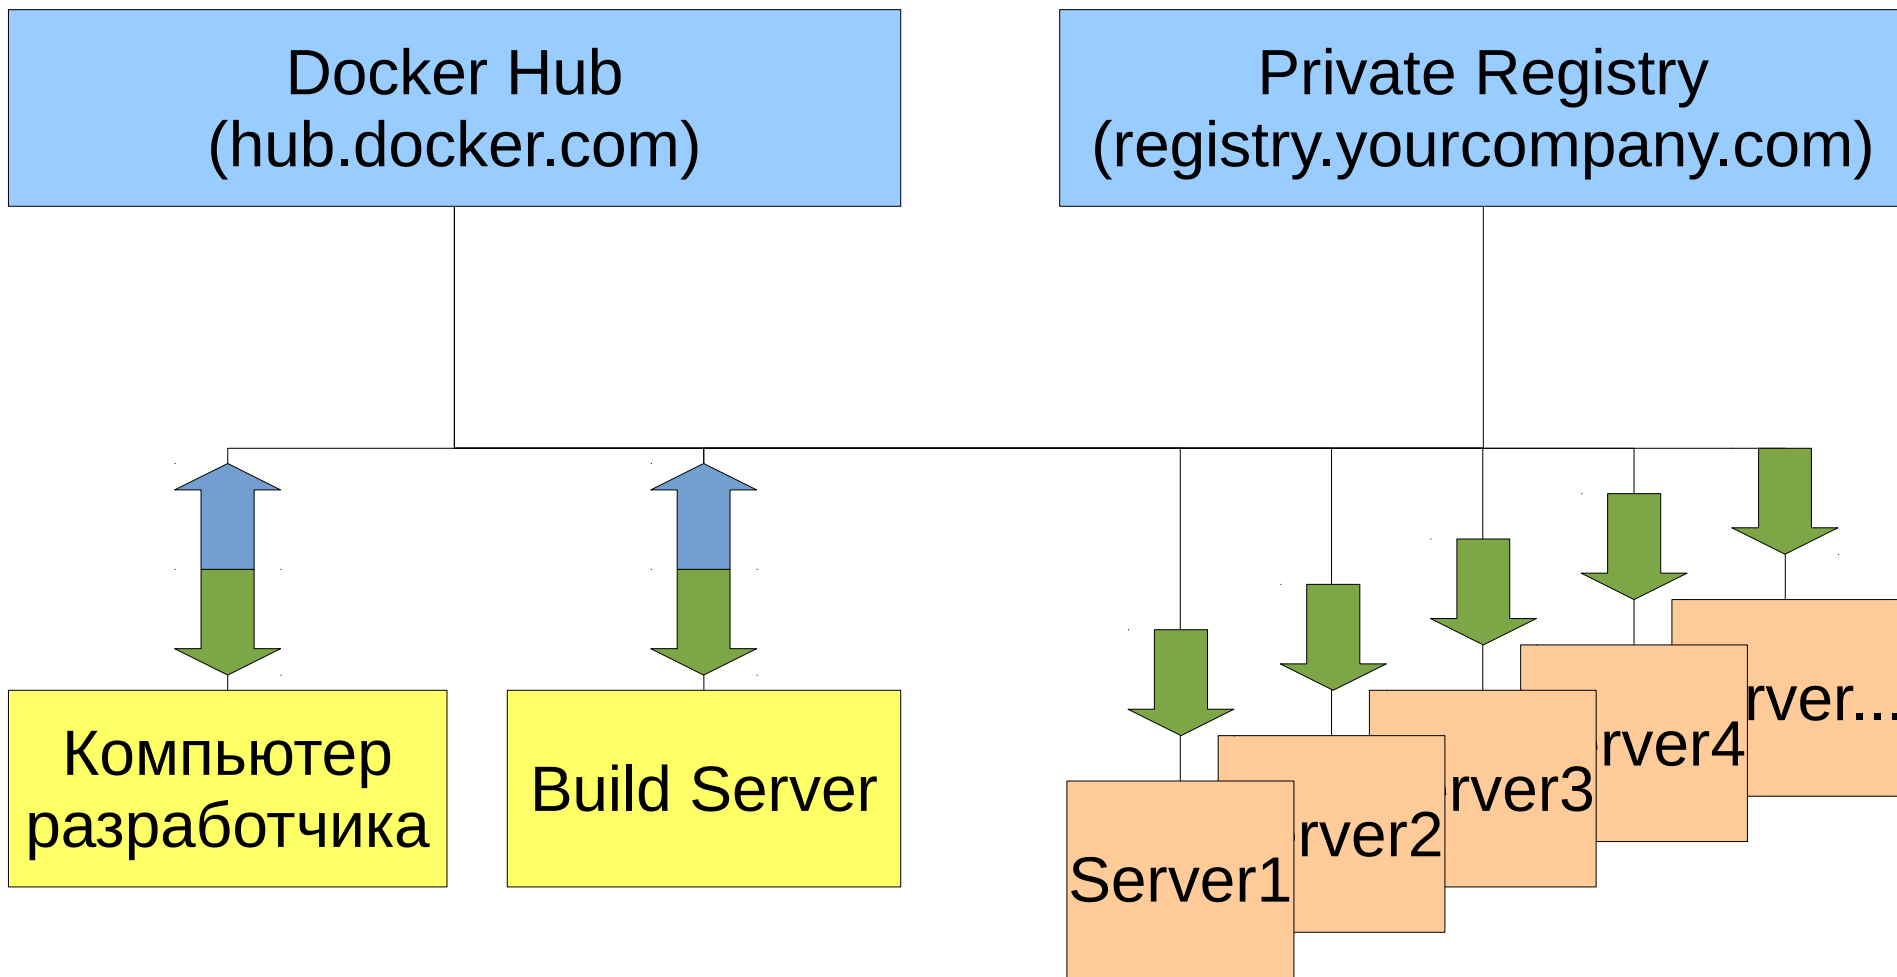 Docker Hub
(hub.docker.com)
Private Registry
(registry.yourcompany.com)
Компьютер
разработчика
Build Server
Server1
rver2
rver3
rver4
rver...